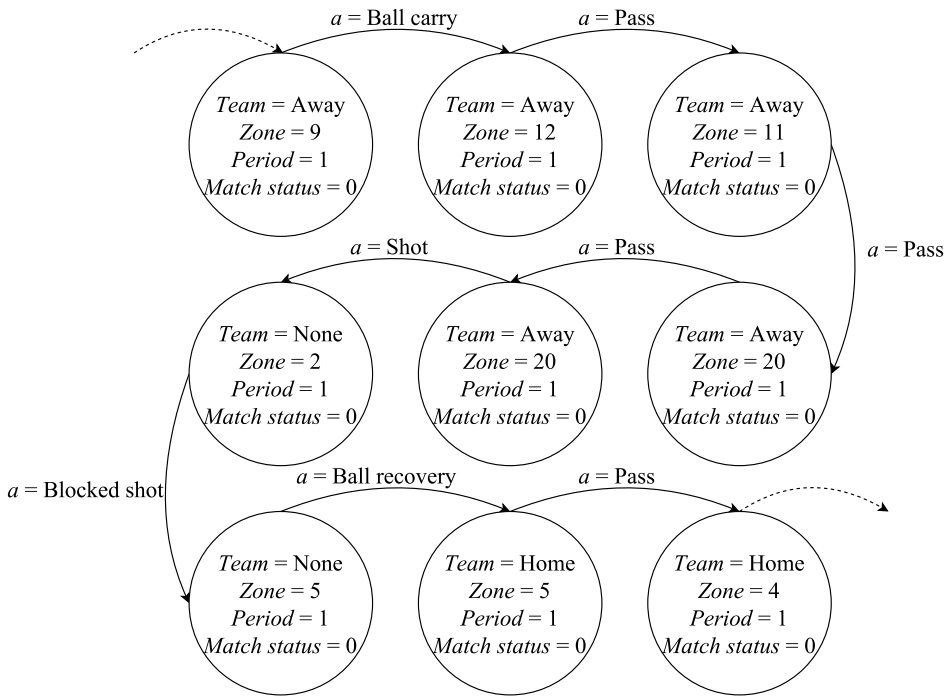 a = Ball carry
a = Pass
Team = Away
Zone = 9
Period = 1
Match status = 0
Team = Away
Zone = 12
Period = 1
Match status = 0
Team = Away
Zone = 11
Period = 1
Match status = 0
a = Pass
a = Shot
a = Pass
Team = None
Zone = 2
Period = 1
Match status = 0
Team = Away
Zone = 20
Period = 1
Match status = 0
Team = Away
Zone = 20
Period = 1
Match status = 0
a = Blocked shot
a = Ball recovery
a = Pass
Team = None
Zone = 5
Period = 1
Match status = 0
Team = Home
Zone = 5
Period = 1
Match status = 0
Team = Home
Zone = 4
Period = 1
Match status = 0